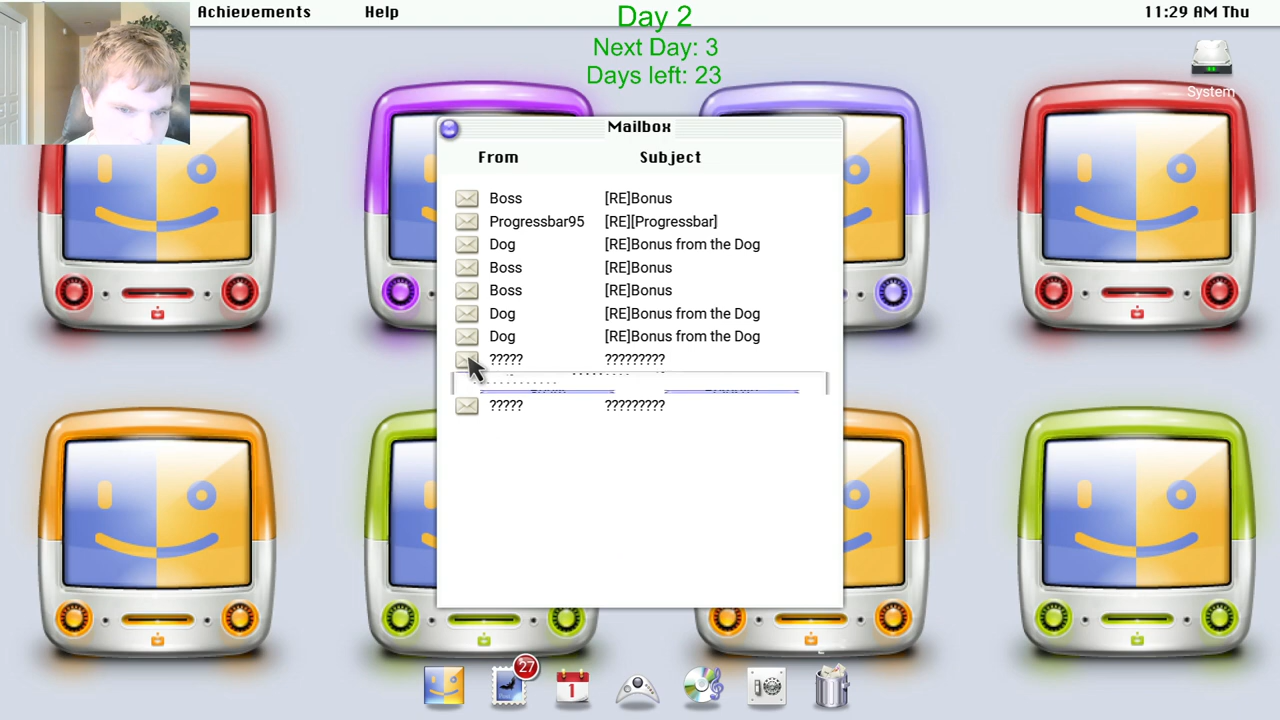 Achievements Help
Day 2
11:29 AM Thu
Next Day: 3
Days left: 23
System
Mailbox
From Subject
Boss [RE]Bonus
Progressbar95 [RE][Progressbar]
Dog [RE]Bonus from the Dog
Boss [RE]Bonus
Boss [RE]Bonus
Dog [RE]Bonus from the Dog
Dog [RE]Bonus from the Dog
????? ?????????
????? ?????????
27
1